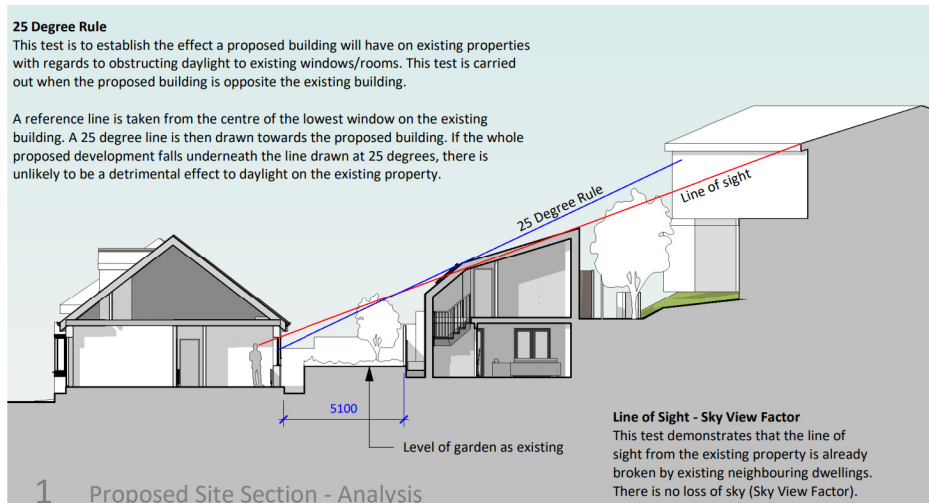 25 Degree Rule
This test is to establish the effect a proposed building will have on existing properties
with regards to obstructing daylight to existing windows/rooms. This test is carried
out when the proposed building is opposite the existing building.
A reference line is taken from the centre of the lowest window on the existing
building. A 25 degree line is then drawn towards the proposed building. If the whole
proposed development falls underneath the line drawn at 25 degrees, there is
unlikely to be a detrimental effect to daylight on the existing property.
25 Degree Rule
Line of sight
5100
Level of garden as existing
Line of Sight - Sky View Factor
This test demonstrates that the line of
sight from the existing property is already
broken by existing neighbouring dwellings.
There is no loss of sky (Sky View Factor).
1 Proposed Site Section - Analysis